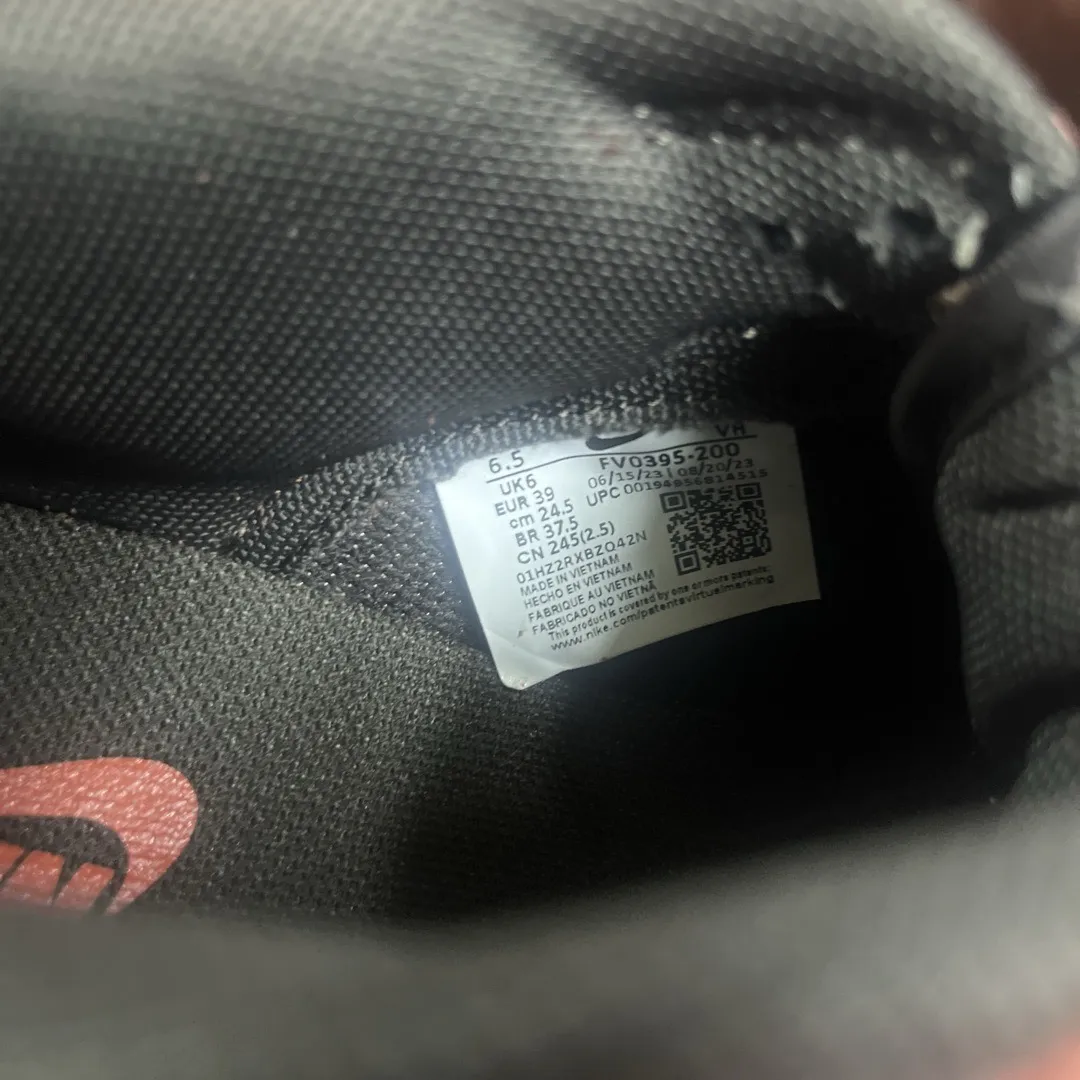 VH
6.5 FV0395-200
UK6 06/15/23 | 08/20/23
EUR 39 UPC 00194956814515
cm 24.5
BR 37.5
CN 245(2.5)
01HZ2RXBZQ42N
MADE IN VIETNAM
HECHO EN VIETNAM
FABRIQUE AU VIETNAM
FABRICADO NO VIETNÃ
This product is covered by one or more patents:
www.nike.com/patentsvirtualmarking